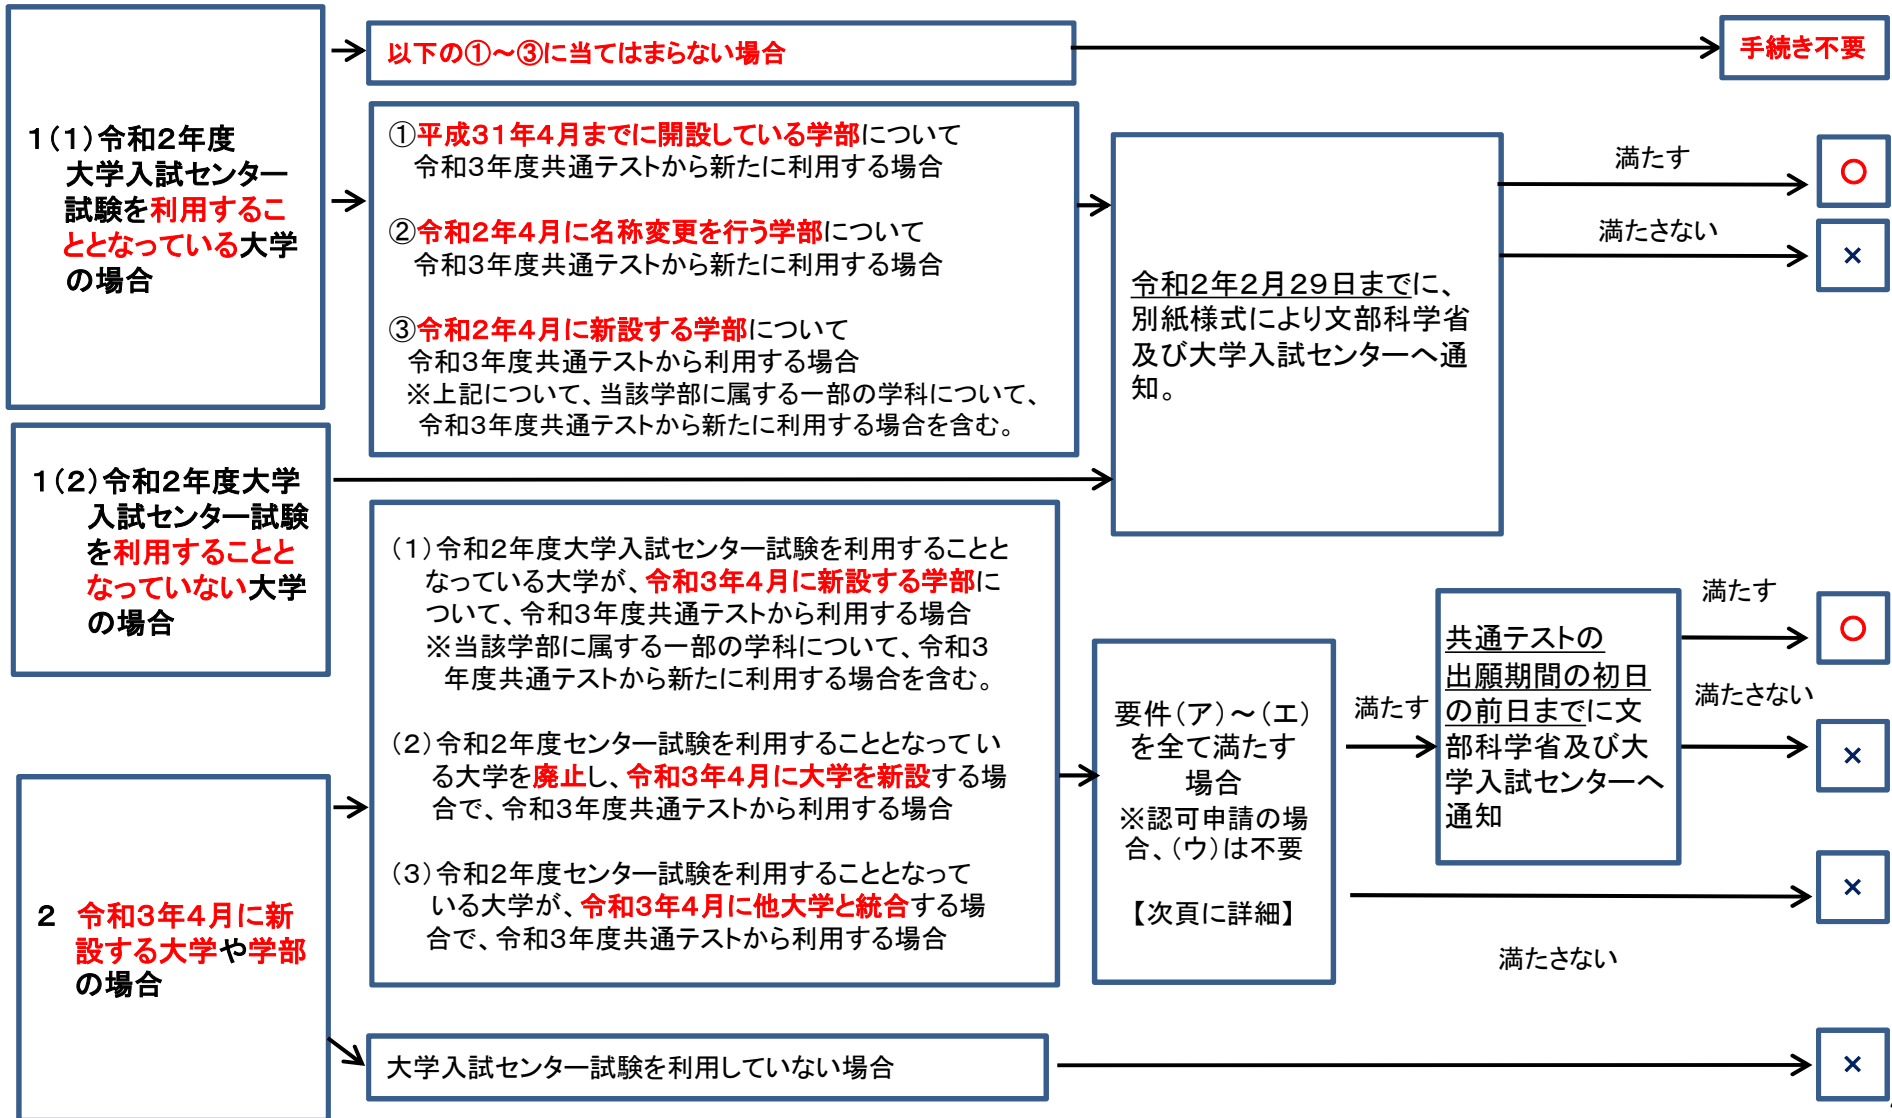 1(1)令和2年度
大学入試センター
試験を利用するこ
ととなっている大学
の場合
以下の①～③に当てはまらない場合
手続き不要
①平成31年4月までに開設している学部について
令和3年度共通テストから新たに利用する場合
②令和2年4月に名称変更を行う学部について
令和3年度共通テストから新たに利用する場合
③令和2年4月に新設する学部について
令和3年度共通テストから利用する場合
※上記について、当該学部に属する一部の学科について、
令和3年度共通テストから新たに利用する場合を含む。
令和2年2月29日までに、
別紙様式により文部科学省
及び大学入試センターへ通
知。
満たす
○
満たさない
×
1(2)令和2年度大学
入試センター試験
を利用することと
なっていない大学
の場合
2 令和3年4月に新
設する大学や学部
の場合
(1)令和2年度大学入試センター試験を利用することと
なっている大学が、令和3年4月に新設する学部に
ついて、令和3年度共通テストから利用する場合
※当該学部に属する一部の学科について、令和3
年度共通テストから新たに利用する場合を含む。
(2)令和2年度センター試験を利用することとなってい
る大学を廃止し、令和3年4月に大学を新設する場
合で、令和3年度共通テストから利用する場合
(3)令和2年度センター試験を利用することとなって
いる大学が、令和3年4月に他大学と統合する場
合で、令和3年度共通テストから利用する場合
要件(ア)～(エ)
を全て満たす
場合
※認可申請の場
合、(ウ)は不要
【次頁に詳細】
満たす
共通テストの
出願期間の初日
の前日までに文
部科学省及び大
学入試センターへ
通知
満たす
○
満たさない
×
×
満たさない
大学入試センター試験を利用していない場合
×